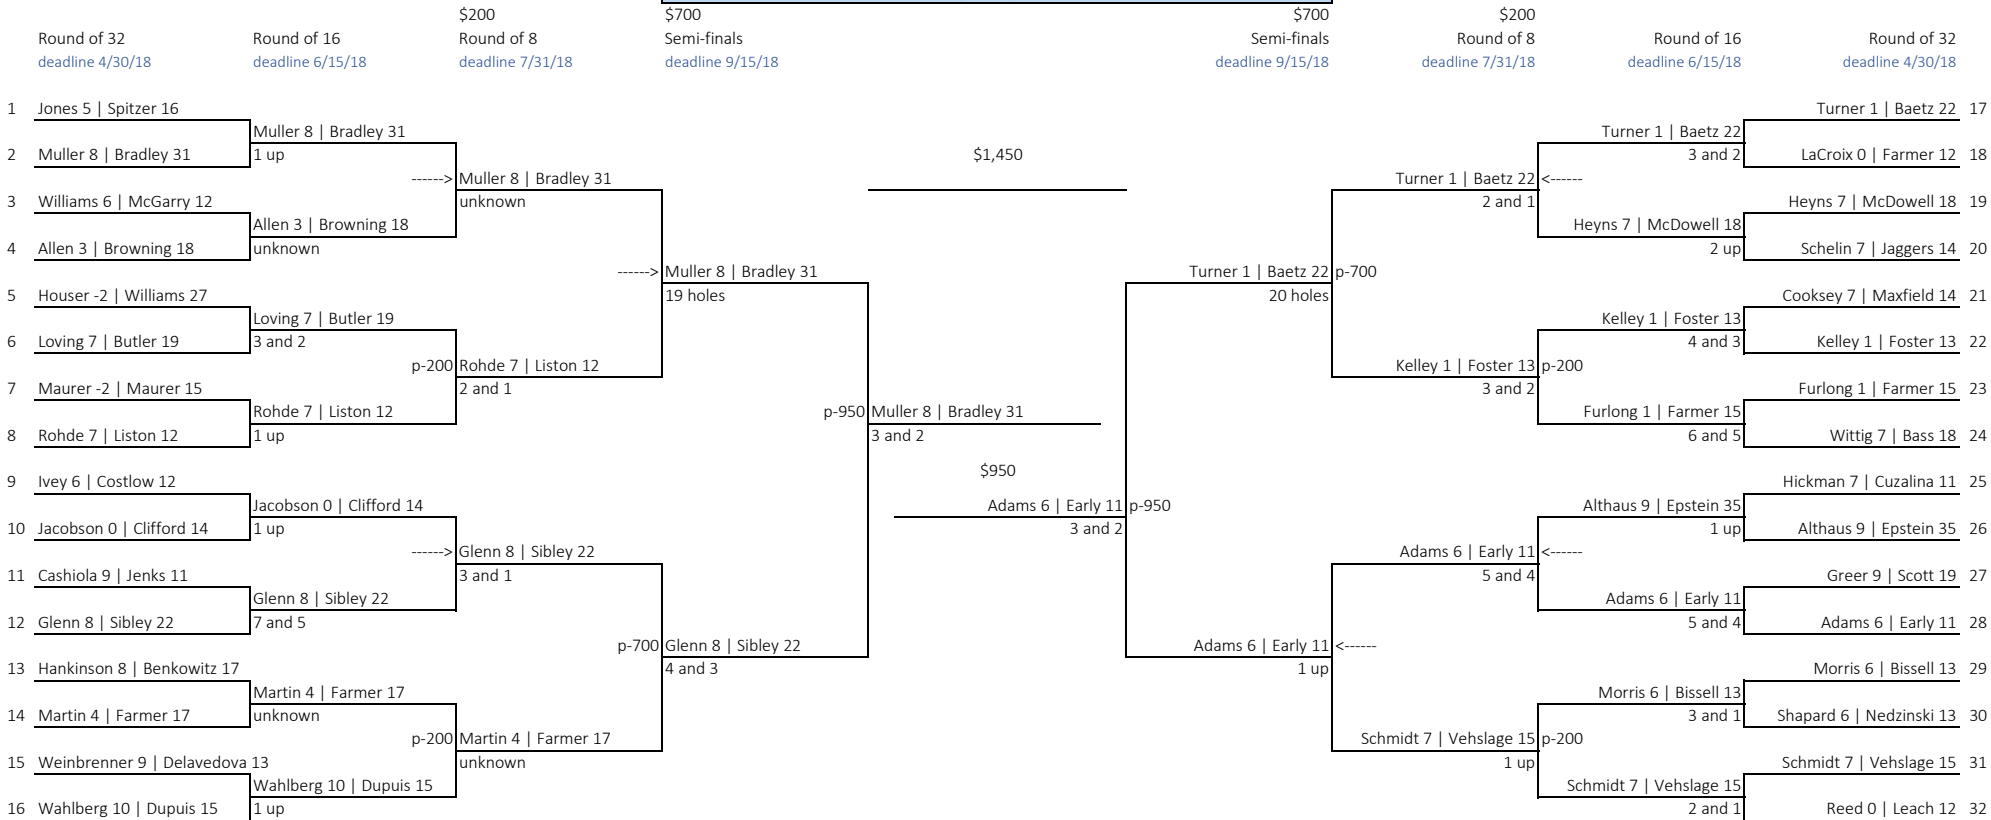 $200 $700 $700 $200
Round of 32 Round of 16 Round of 8 Semi-finals Semi-finals Round of 8 Round of 16 Round of 32
deadline 4/30/18 deadline 6/15/18 deadline 7/31/18 deadline 9/15/18 deadline 9/15/18 deadline 7/31/18 deadline 6/15/18 deadline 4/30/18
1 Jones 5 | Spitzer 16 Turner 1 | Baetz 22 17
Muller 8 | Bradley 31 Turner 1 | Baetz 22
2 Muller 8 | Bradley 31 1 up $1,450 3 and 2 LaCroix 0 | Farmer 12 18
------> Muller 8 | Bradley 31 Turner 1 | Baetz 22 <------
3 Williams 6 | McGarry 12 unknown 2 and 1 Heyns 7 | McDowell 18 19
Allen 3 | Browning 18 Heyns 7 | McDowell 18
4 Allen 3 | Browning 18 unknown 2 up Schelin 7 | Jaggers 14 20
------> Muller 8 | Bradley 31 Turner 1 | Baetz 22 p-700
5 Houser -2 | Williams 27 19 holes 20 holes Cooksey 7 | Maxfield 14 21
Loving 7 | Butler 19 Kelley 1 | Foster 13
6 Loving 7 | Butler 19 3 and 2 4 and 3 Kelley 1 | Foster 13 22
p-200 Rohde 7 | Liston 12 Kelley 1 | Foster 13 p-200
7 Maurer -2 | Maurer 15 2 and 1 3 and 2 Furlong 1 | Farmer 15 23
Rohde 7 | Liston 12 p-950 Muller 8 | Bradley 31 Furlong 1 | Farmer 15
8 Rohde 7 | Liston 12 1 up 3 and 2 6 and 5 Wittig 7 | Bass 18 24
$950
9 Ivey 6 | Costlow 12 Hickman 7 | Cuzalina 11 25
Jacobson 0 | Clifford 14 Adams 6 | Early 11 p-950 Althaus 9 | Epstein 35
10 Jacobson 0 | Clifford 14 1 up 3 and 2 1 up Althaus 9 | Epstein 35 26
------> Glenn 8 | Sibley 22 Adams 6 | Early 11 <------
11 Cashiola 9 | Jenks 11 3 and 1 5 and 4 Greer 9 | Scott 19 27
Glenn 8 | Sibley 22 Adams 6 | Early 11
12 Glenn 8 | Sibley 22 7 and 5 5 and 4 Adams 6 | Early 11 28
p-700 Glenn 8 | Sibley 22 Adams 6 | Early 11 <------
13 Hankinson 8 | Benkowitz 17 4 and 3 1 up Morris 6 | Bissell 13 29
Martin 4 | Farmer 17 Morris 6 | Bissell 13
14 Martin 4 | Farmer 17 unknown 3 and 1 Shapard 6 | Nedzinski 13 30
p-200 Martin 4 | Farmer 17 Schmidt 7 | Vehslage 15 p-200
15 Weinbrenner 9 | Delavedova 13 unknown 1 up Schmidt 7 | Vehslage 15 31
Wahlberg 10 | Dupuis 15 Schmidt 7 | Vehslage 15
16 Wahlberg 10 | Dupuis 15 1 up 2 and 1 Reed 0 | Leach 12 32